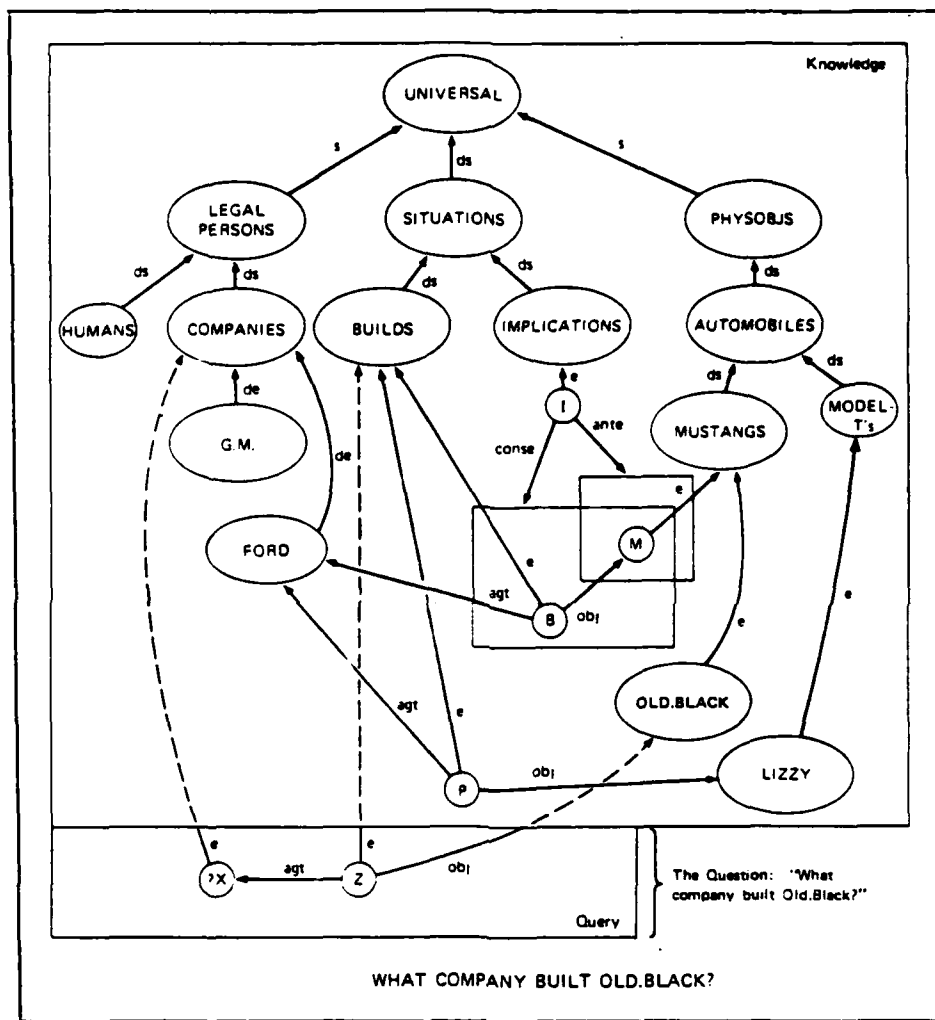 Knowledge
UNIVERSAL
s
ds
s
LEGAL
PERSONS
SITUATIONS
PHYSOBJS
ds
ds
ds
ds
ds
HUMANS
COMPANIES
BUILDS
IMPLICATIONS
AUTOMOBILES
de
e
ds
ds
I
MODEL-
T's
G.M.
conse
ante
MUSTANGS
de
e
FORD
M
e
agt
B
obj
e
e
OLD.BLACK
agt
e
P
obj
LIZZY
e
e
?X
agt
Z
obj
The Question: "What
company built Old.Black?"
Query
WHAT COMPANY BUILT OLD.BLACK?